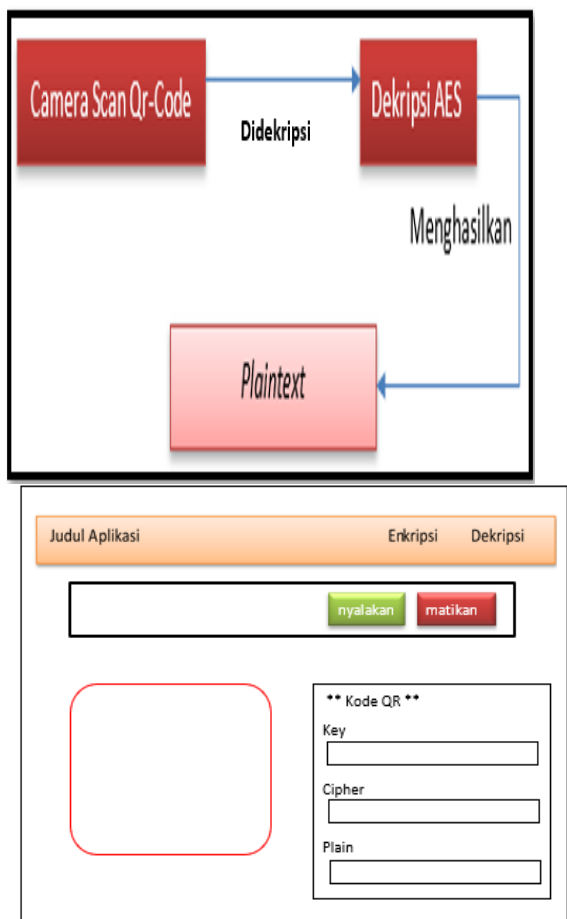 Camera Scan Qr-Code
Didekripsi
Dekripsi AES
Menghasilkan
Plaintext
Judul Aplikasi
Enkripsi
Dekripsi
nyalakan
matikan
** Kode QR **
Key
Cipher
Plain